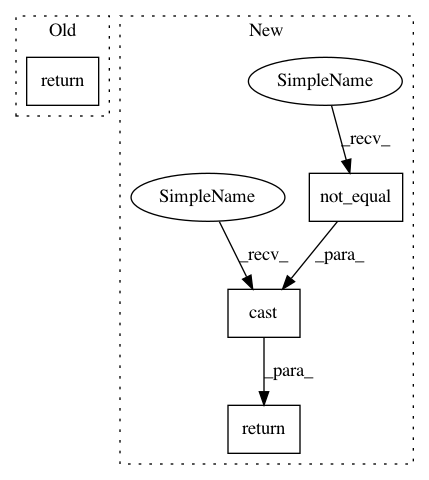 Old
New
return
SimpleName
_recv_
SimpleName
not_equal
_recv_
_para_
cast
_para_
return